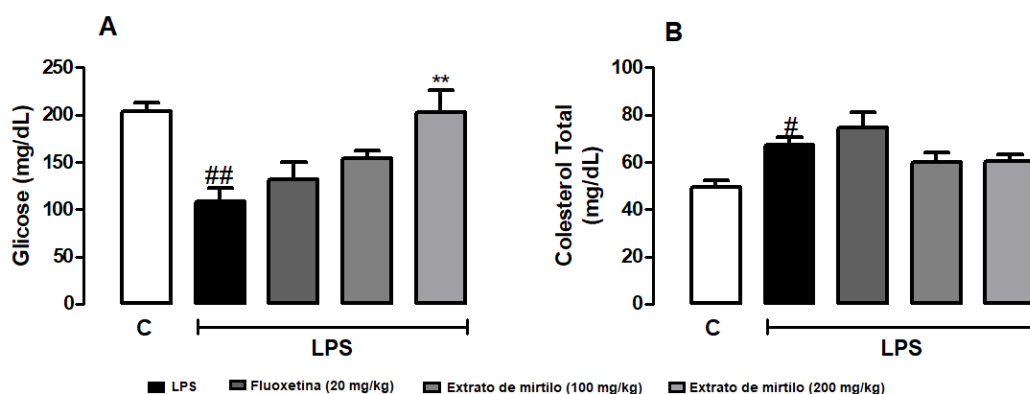 A
Glicose (mg/dL)
250
200
150
100
50
0
##
**
C
LPS
B
Colesterol Total
(mg/dL)
100
80
60
40
20
0
#
C
LPS
LPS
Fluoxetina (20 mg/kg)
Extrato de mirtilo (100 mg/kg)
Extrato de mirtilo (200 mg/kg)